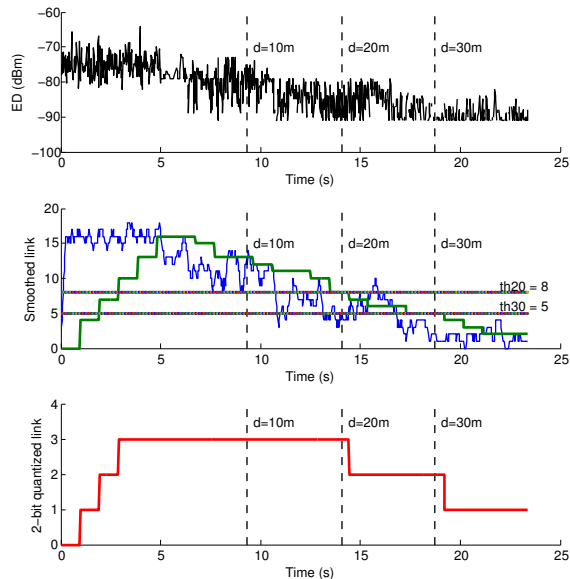 −60
−70
−80
−90
−100
ED (dBm)
d=10m
d=20m
d=30m
0
5
10
15
20
25
Time (s)
20
15
10
5
0
Smoothed link
d=10m
d=20m
d=30m
th20 = 8
th30 = 5
0
5
10
15
20
25
Time (s)
4
3
2
1
0
2−bit quantized link
d=10m
d=20m
d=30m
0
5
10
15
20
25
Time (s)